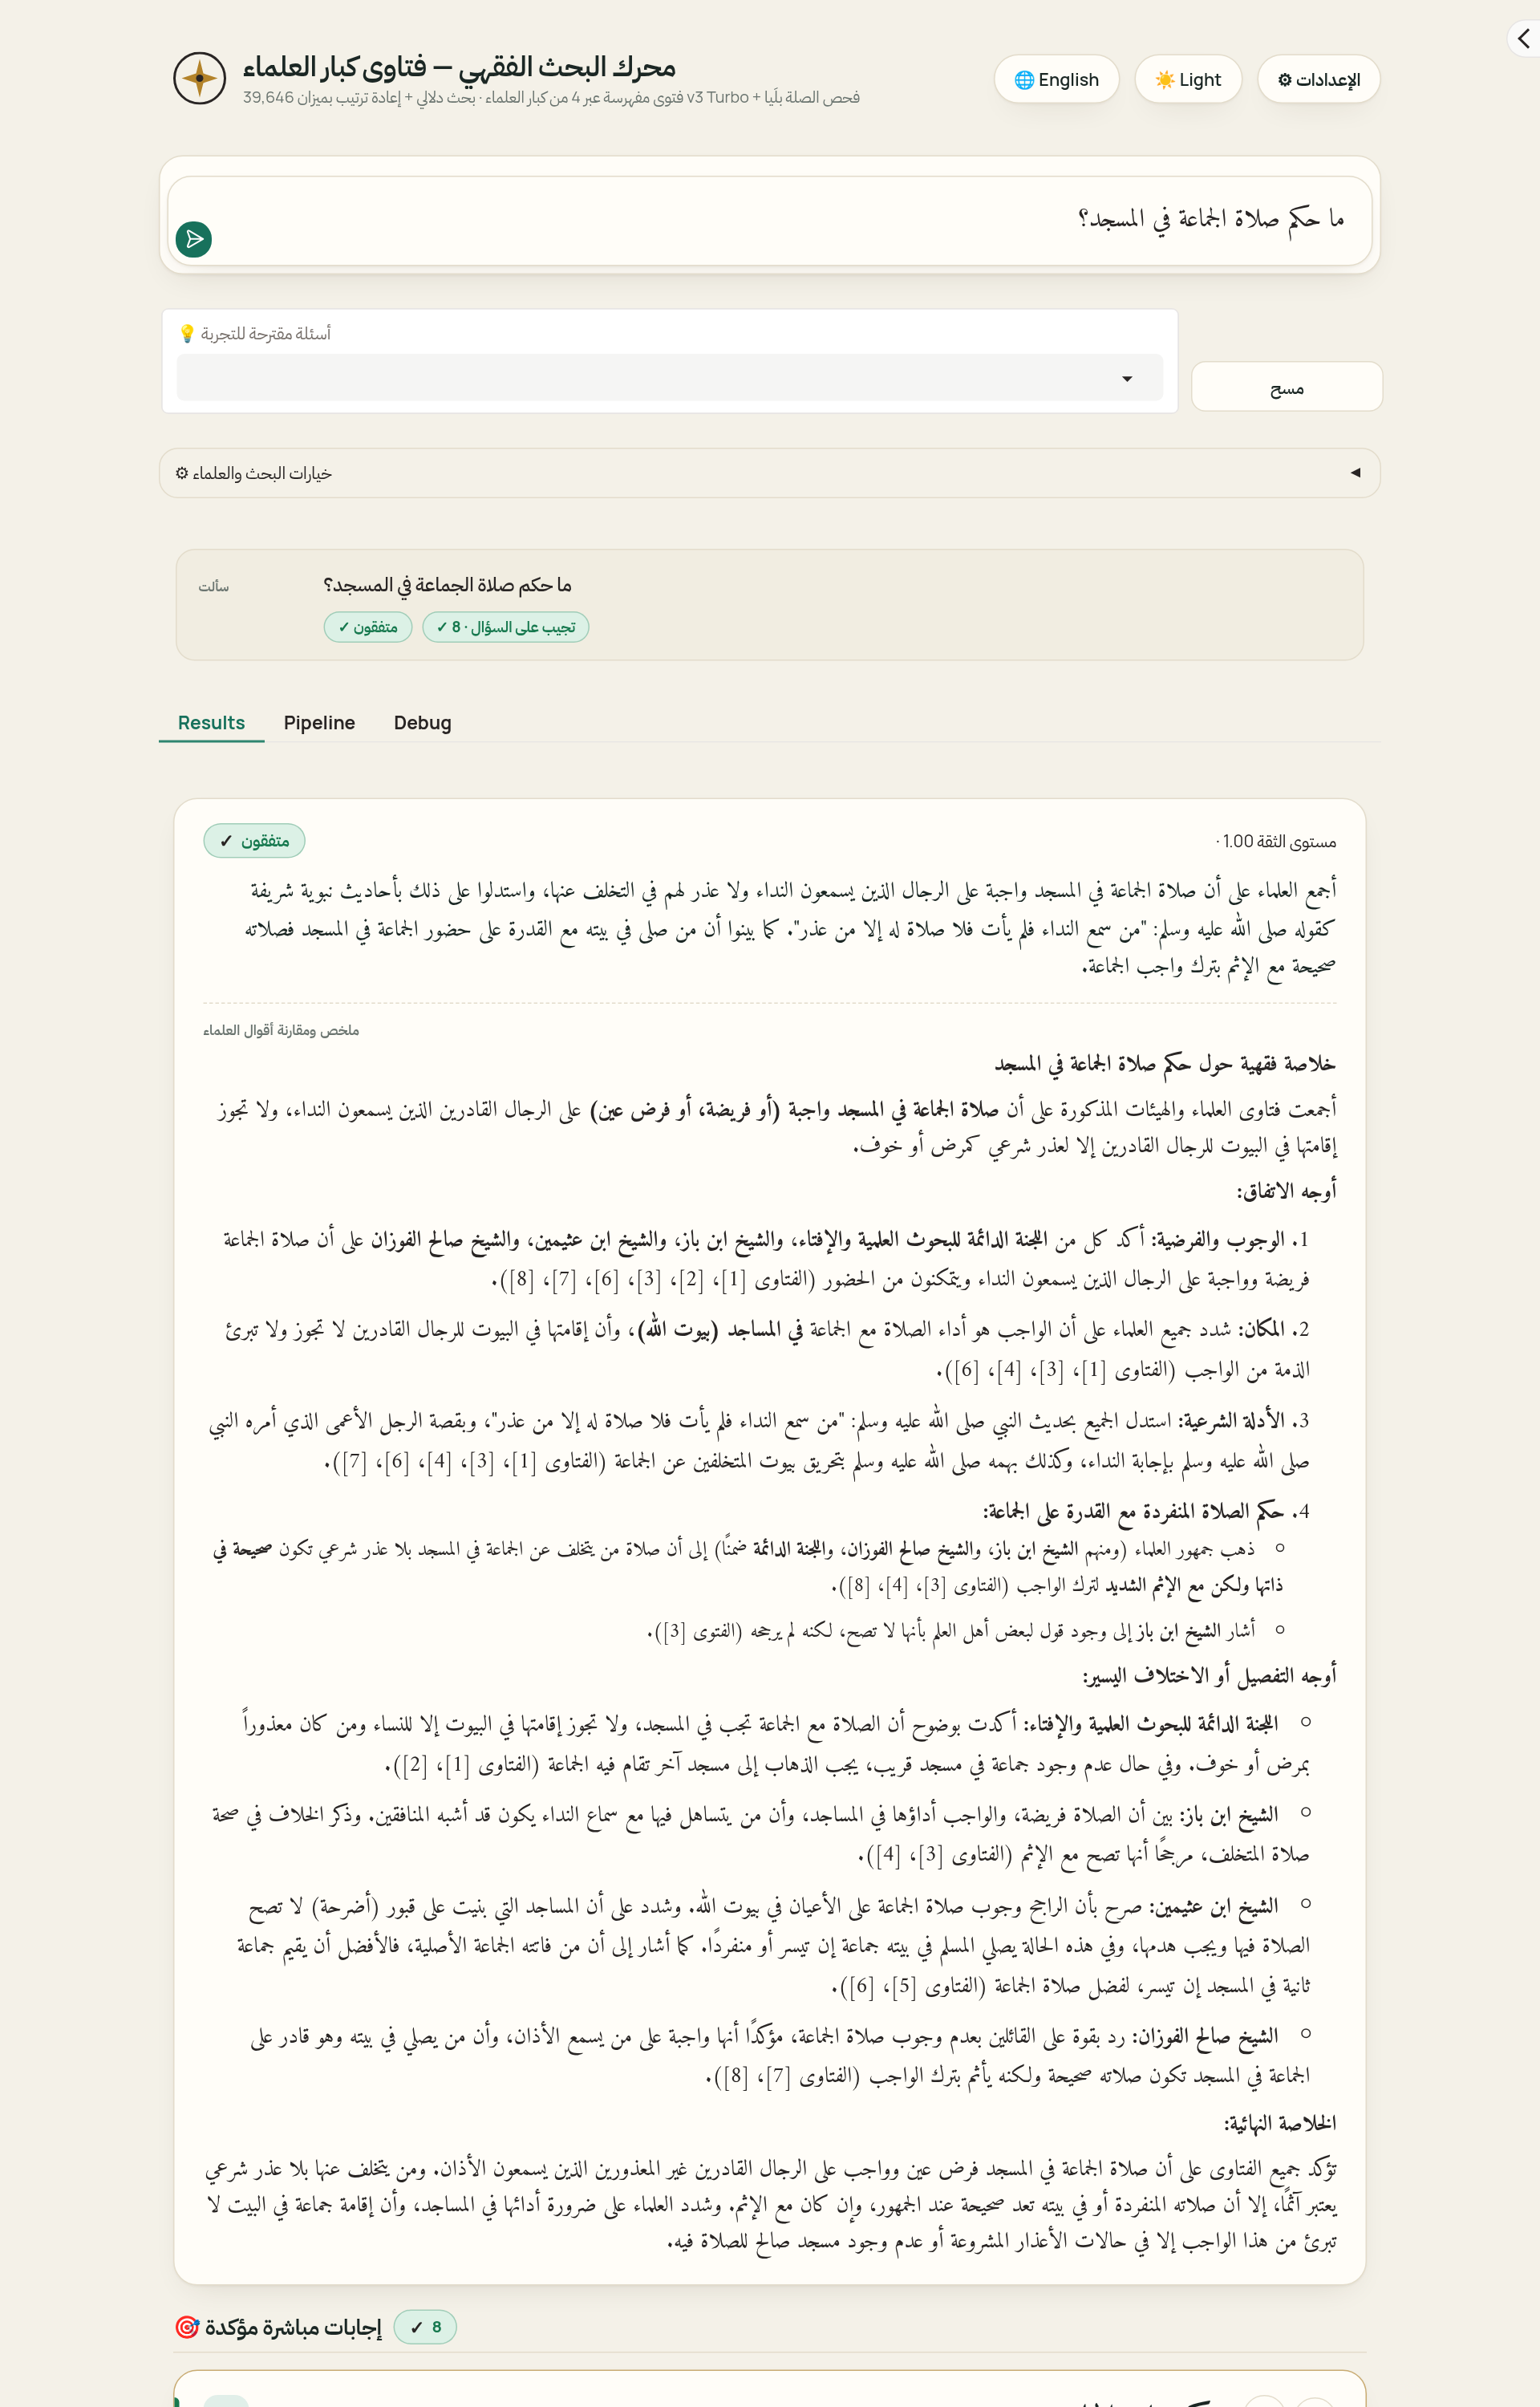 محرك البحث الفقهي — فتاوى كبار العلماء
39,646 فتوى مفهرسة عبر 4 من كبار العلماء · بحث دلالي + إعادة ترتيب بميزان v3 Turbo + فحص الصلة بلَيا
🌐 English
☀️ Light
الإعدادات ⚙
ما حكم صلاة الجماعة في المسجد؟
💡 أسئلة مقترحة للتجربة
مسح
⚙ خيارات البحث والعلماء
سألت
ما حكم صلاة الجماعة في المسجد؟
✓ متفقون
✓ 8 · تجيب على السؤال
Results
Pipeline
Debug
✓ متفقون
مستوى الثقة 1.00 ·
أجمع العلماء على أن صلاة الجماعة في المسجد واجبة على الرجال الذين يسمعون النداء ولا عذر لهم في التخلف عنها، واستدلوا على ذلك بأحاديث نبوية شريفة
كقوله صلى الله عليه وسلم: "من سمع النداء فلم يأت فلا صلاة له إلا من عذر". كما بينوا أن من صلى في بيته مع القدرة على حضور الجماعة في المسجد فصلاته
صحيحة مع الإثم بترك واجب الجماعة.
ملخص ومقارنة أقوال العلماء
خلاصة فقهية حول حكم صلاة الجماعة في المسجد
أجمعت فتاوى العلماء والهيئات المذكورة على أن صلاة الجماعة في المسجد واجبة (أو فريضة، أو فرض عين) على الرجال القادرين الذين يسمعون النداء، ولا تجوز
إقامتها في البيوت للرجال القادرين إلا لعذر شرعي كمرض أو خوف.
أوجه الاتفاق:
1. الوجوب والفرضية: أكد كل من اللجنة الدائمة للبحوث العلمية والإفتاء، والشيخ ابن باز، والشيخ ابن عثيمين، والشيخ صالح الفوزان على أن صلاة الجماعة
فريضة وواجبة على الرجال الذين يسمعون النداء ويتمكنون من الحضور (الفتاوى [1]، [2]، [3]، [6]، [7]، [8]).
2. المكان: شدد جميع العلماء على أن الواجب هو أداء الصلاة مع الجماعة في المساجد (بيوت الله)، وأن إقامتها في البيوت للرجال القادرين لا تجوز ولا تبرئ
الذمة من الواجب (الفتاوى [1]، [3]، [4]، [6]).
3. الأدلة الشرعية: استدل الجميع بحديث النبي صلى الله عليه وسلم: "من سمع النداء فلم يأت فلا صلاة له إلا من عذر"، وبقصة الرجل الأعمى الذي أمره النبي
صلى الله عليه وسلم بإجابة النداء، وكذلك بهمه صلى الله عليه وسلم بتحريق بيوت المتخلفين عن الجماعة (الفتاوى [1]، [3]، [4]، [6]، [7]).
4. حكم الصلاة المنفردة مع القدرة على الجماعة:
○ ذهب جمهور العلماء (ومنهم الشيخ ابن باز، والشيخ صالح الفوزان، واللجنة الدائمة ضمنًا) إلى أن صلاة من يتخلف عن الجماعة في المسجد بلا عذر شرعي تكون صحيحة في
ذاتها ولكن مع الإثم الشديد لترك الواجب (الفتاوى [3]، [4]، [8]).
○ أشار الشيخ ابن باز إلى وجود قول لبعض أهل العلم بأنها لا تصح، لكنه لم يرجحه (الفتوى [3]).
أوجه التفصيل أو الاختلاف اليسير:
○ اللجنة الدائمة للبحوث العلمية والإفتاء: أكدت بوضوح أن الصلاة مع الجماعة تجب في المسجد، ولا تجوز إقامتها في البيوت إلا للنساء ومن كان معذوراً
بمرض أو خوف. وفي حال عدم وجود جماعة في مسجد قريب، يجب الذهاب إلى مسجد آخر تقام فيه الجماعة (الفتاوى [1]، [2]).
○ الشيخ ابن باز: بين أن الصلاة فريضة، والواجب أداؤها في المساجد، وأن من يتساهل فيها مع سماع النداء يكون قد أشبه المنافقين. وذكر الخلاف في صحة
صلاة المتخلف، مرجحًا أنها تصح مع الإثم (الفتاوى [3]، [4]).
○ الشيخ ابن عثيمين: صرح بأن الراجح وجوب صلاة الجماعة على الأعيان في بيوت الله. وشدد على أن المساجد التي بنيت على قبور (أضرحة) لا تصح
الصلاة فيها ويجب هدمها، وفي هذه الحالة يصلي المسلم في بيته جماعة إن تيسر أو منفردًا. كما أشار إلى أن من فاتته الجماعة الأصلية، فالأفضل أن يقيم جماعة
ثانية في المسجد إن تيسر، لفضل صلاة الجماعة (الفتاوى [5]، [6]).
○ الشيخ صالح الفوزان: رد بقوة على القائلين بعدم وجوب صلاة الجماعة، مؤكدًا أنها واجبة على من يسمع الأذان، وأن من يصلي في بيته وهو قادر على
الجماعة في المسجد تكون صلاته صحيحة ولكنه يأثم بترك الواجب (الفتاوى [7]، [8]).
الخلاصة النهائية:
تؤكد جميع الفتاوى على أن صلاة الجماعة في المسجد فرض عين وواجب على الرجال القادرين غير المعذورين الذين يسمعون الأذان. ومن يتخلف عنها بلا عذر شرعي
يعتبر آثمًا، إلا أن صلاته المنفردة أو في بيته تعد صحيحة عند الجمهور، وإن كان مع الإثم. وشدد العلماء على ضرورة أدائها في المساجد، وأن إقامة جماعة في البيت لا
تبرئ من هذا الواجب إلا في حالات الأعذار المشروعة أو عدم وجود مسجد صالح للصلاة فيه.
🎯 إجابات مباشرة مؤكدة
✓ 8